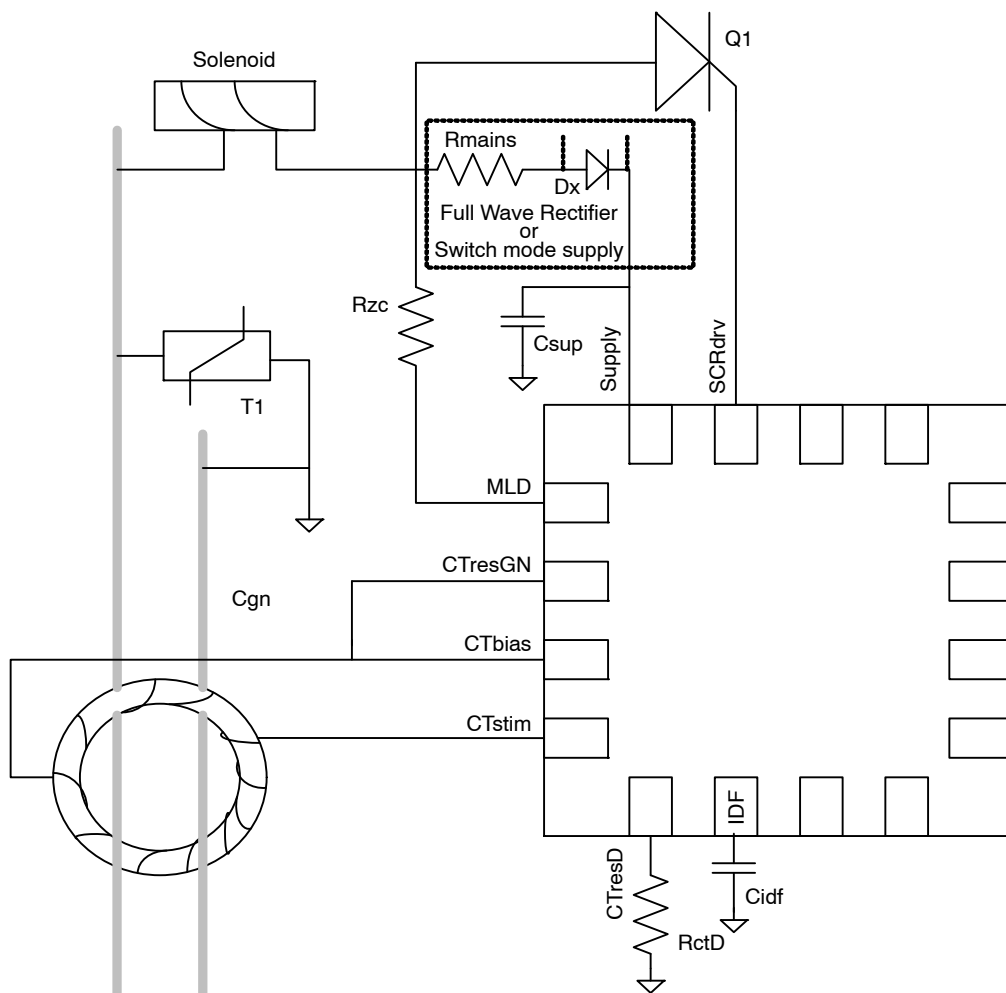 Q1
Solenoid
Rmains
Dx
Full Wave Rectifier
or
Switch mode supply
Rzc
Csup
Supply
SCRdrv
T1
MLD
CTresGN
Cgn
CTbias
CTstim
IDF
CTresD
Cidf
RctD